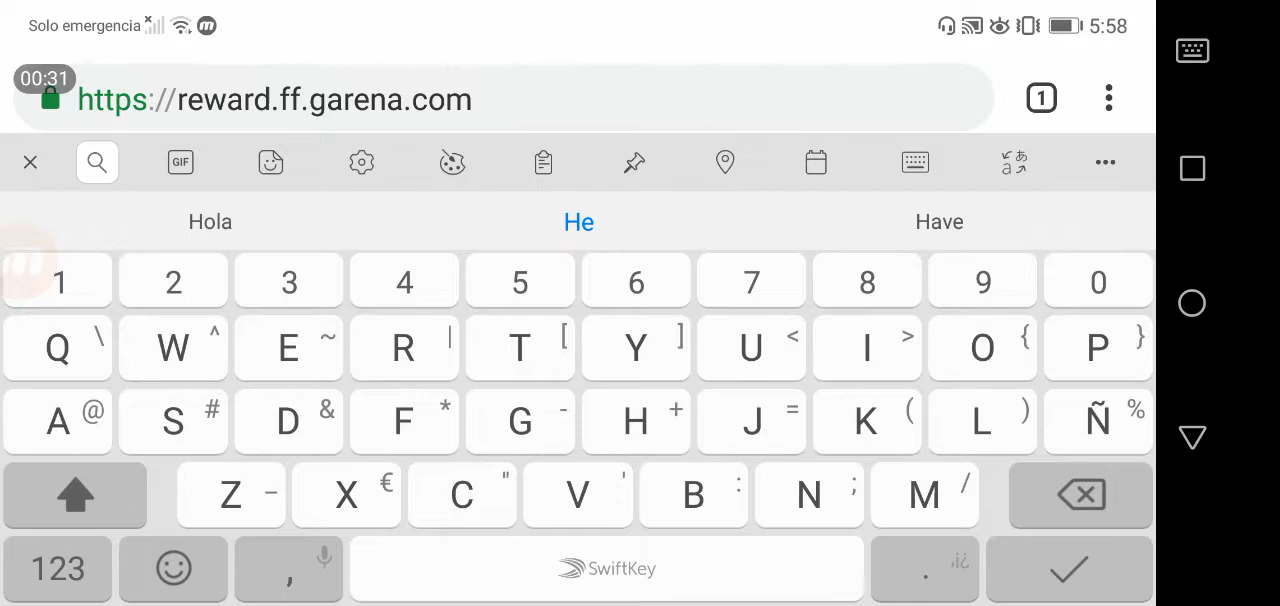 Solo emergencia 5:58
00:31
https://reward.ff.garena.com 1
GIF
Hola He Have
1 2 3 4 5 6 7 8 9 0
Q \ W ^ E ~ R | T [ Y ] U < I > O { P }
A @ S # D & F * G - H + J = K ( L ) Ñ %
Z _ X € C " V ' B : N ; M /
123 , SwiftKey . ,¡¿